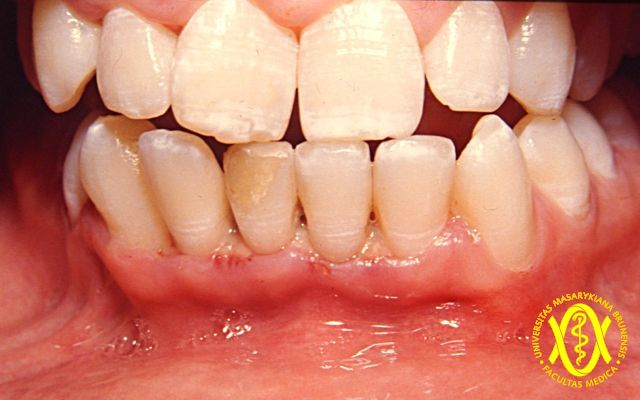 UNIVERSITAS MASARYKIANA BRUNENSIS
• FACULTAS MEDICA •